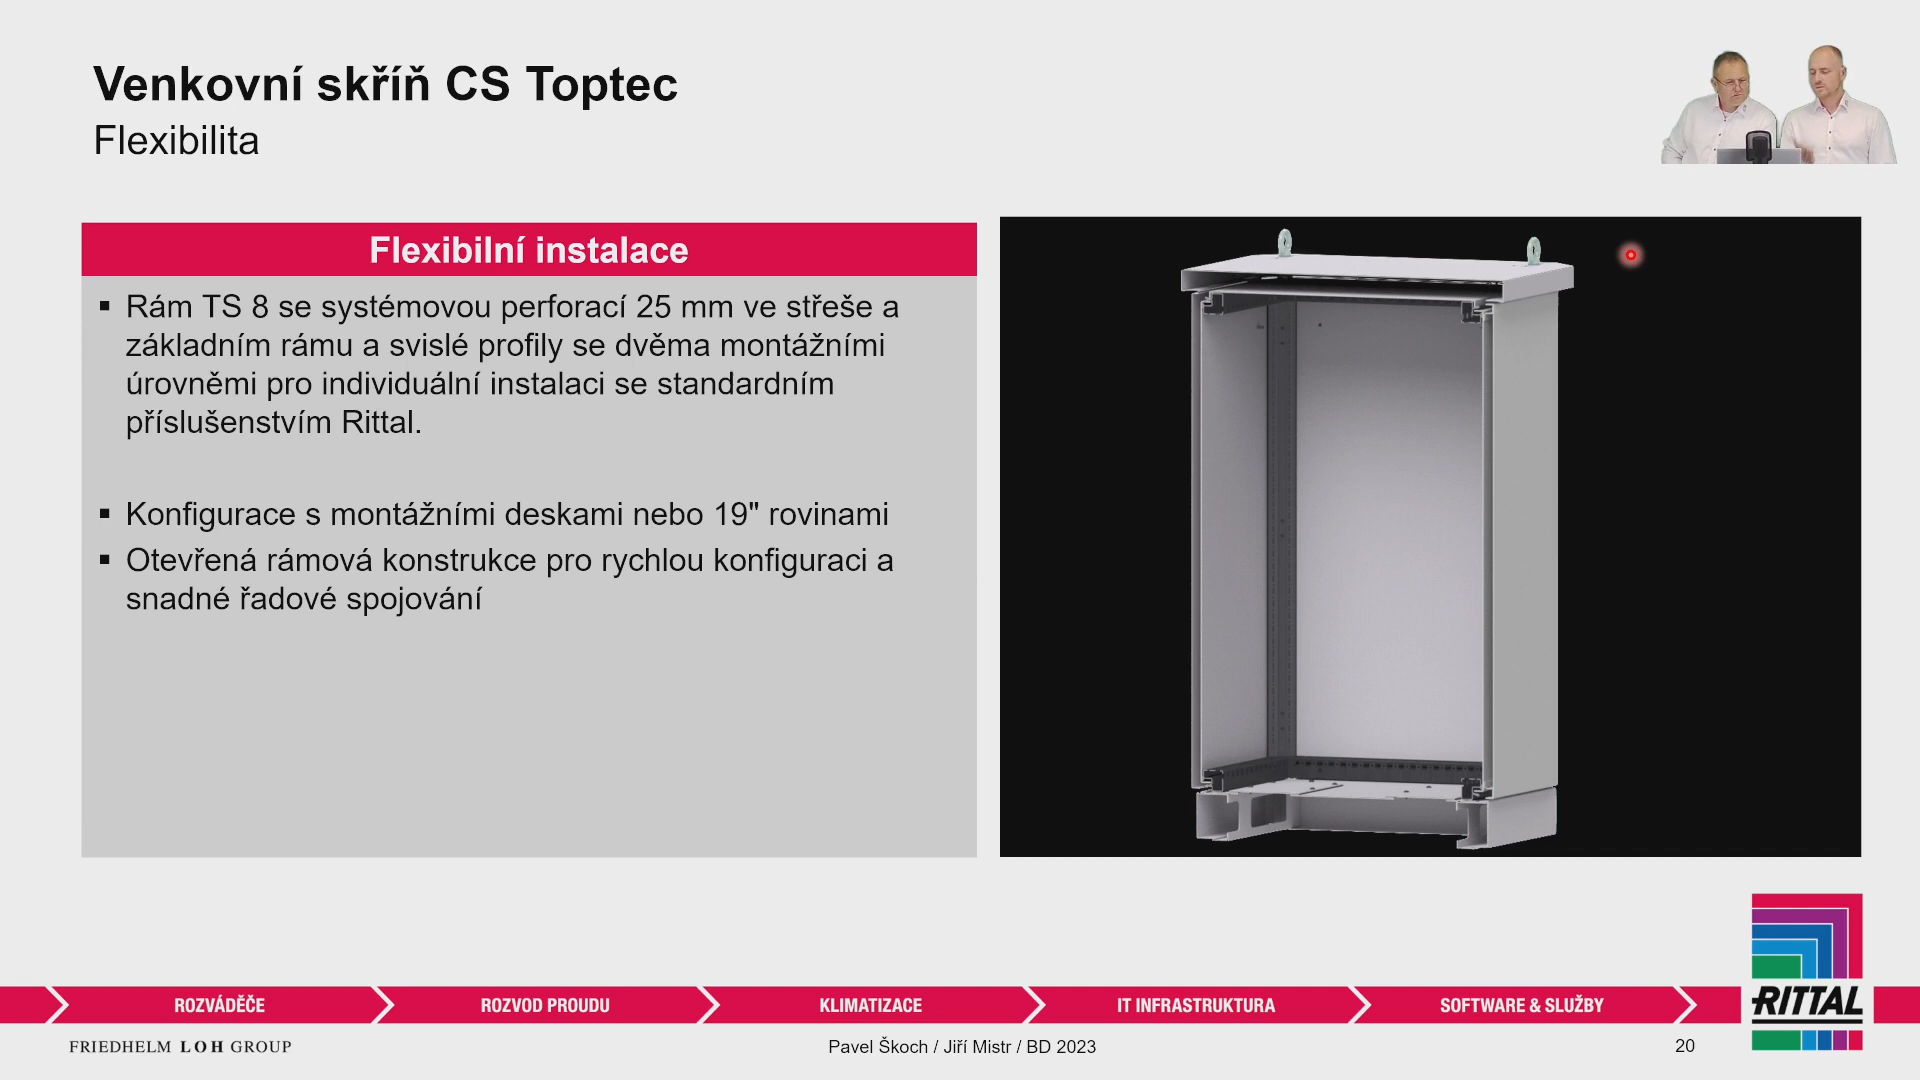 Venkovní skříň CS Toptec
Flexibilita
Flexibilní instalace
▪ Rám TS 8 se systémovou perforací 25 mm ve střeše a
základním rámu a svislé profily se dvěma montážními
úrovněmi pro individuální instalaci se standardním
příslušenstvím Rittal.
▪ Konfigurace s montážními deskami nebo 19" rovinami
▪ Otevřená rámová konstrukce pro rychlou konfiguraci a
snadné řadové spojování
ROZVÁDĚČE
ROZVOD PROUDU
KLIMATIZACE
IT INFRASTRUKTURA
SOFTWARE & SLUŽBY
RITTAL
FRIEDHELM LOH GROUP
Pavel Škoch / Jiří Mistr / BD 2023
20